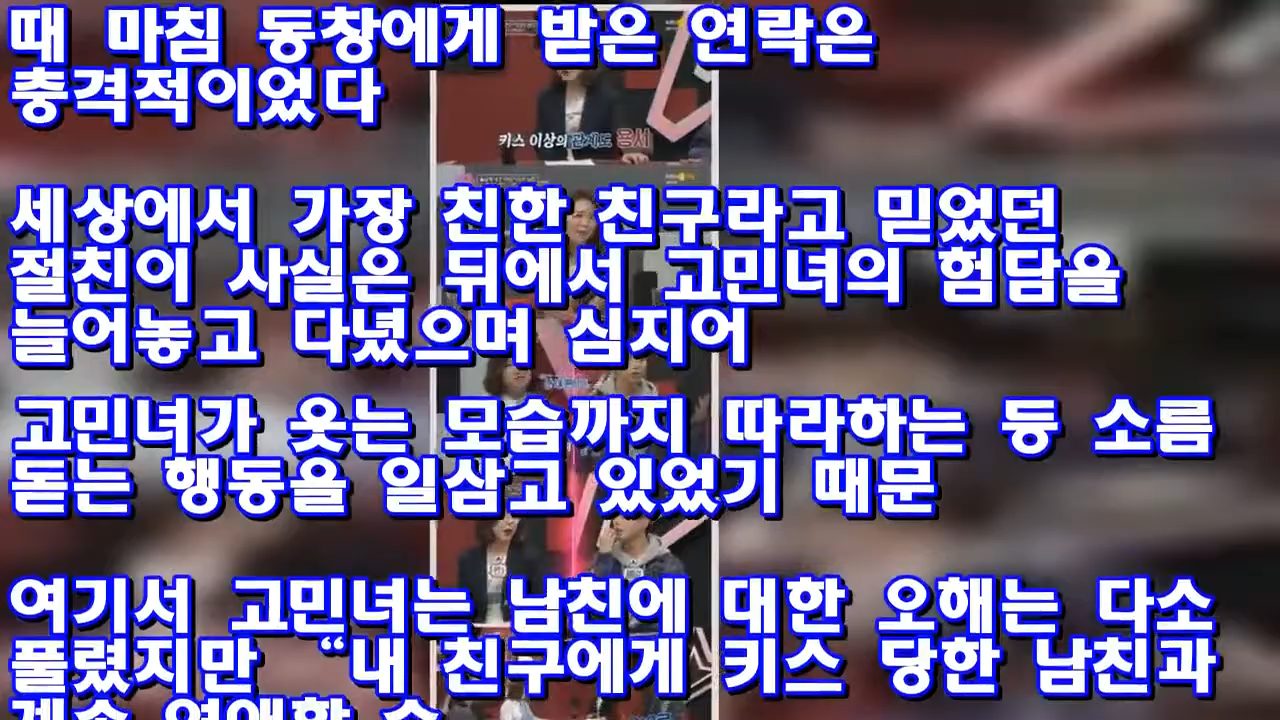 때 마침 동창에게 받은 연락은
충격적이었다
키스 이상의 관계도 용서
세상에서 가장 친한 친구라고 믿었던
절친이 사실은 뒤에서 고민녀의 험담을
늘어놓고 다녔으며 심지어
고민녀가 웃는 모습까지 따라하는 등 소름
돋는 행동을 일삼고 있었기 때문
여기서 고민녀는 남친에 대한 오해는 다소
풀렸지만 “내 친구에게 키스 당한 남친과
계속 연애할 수